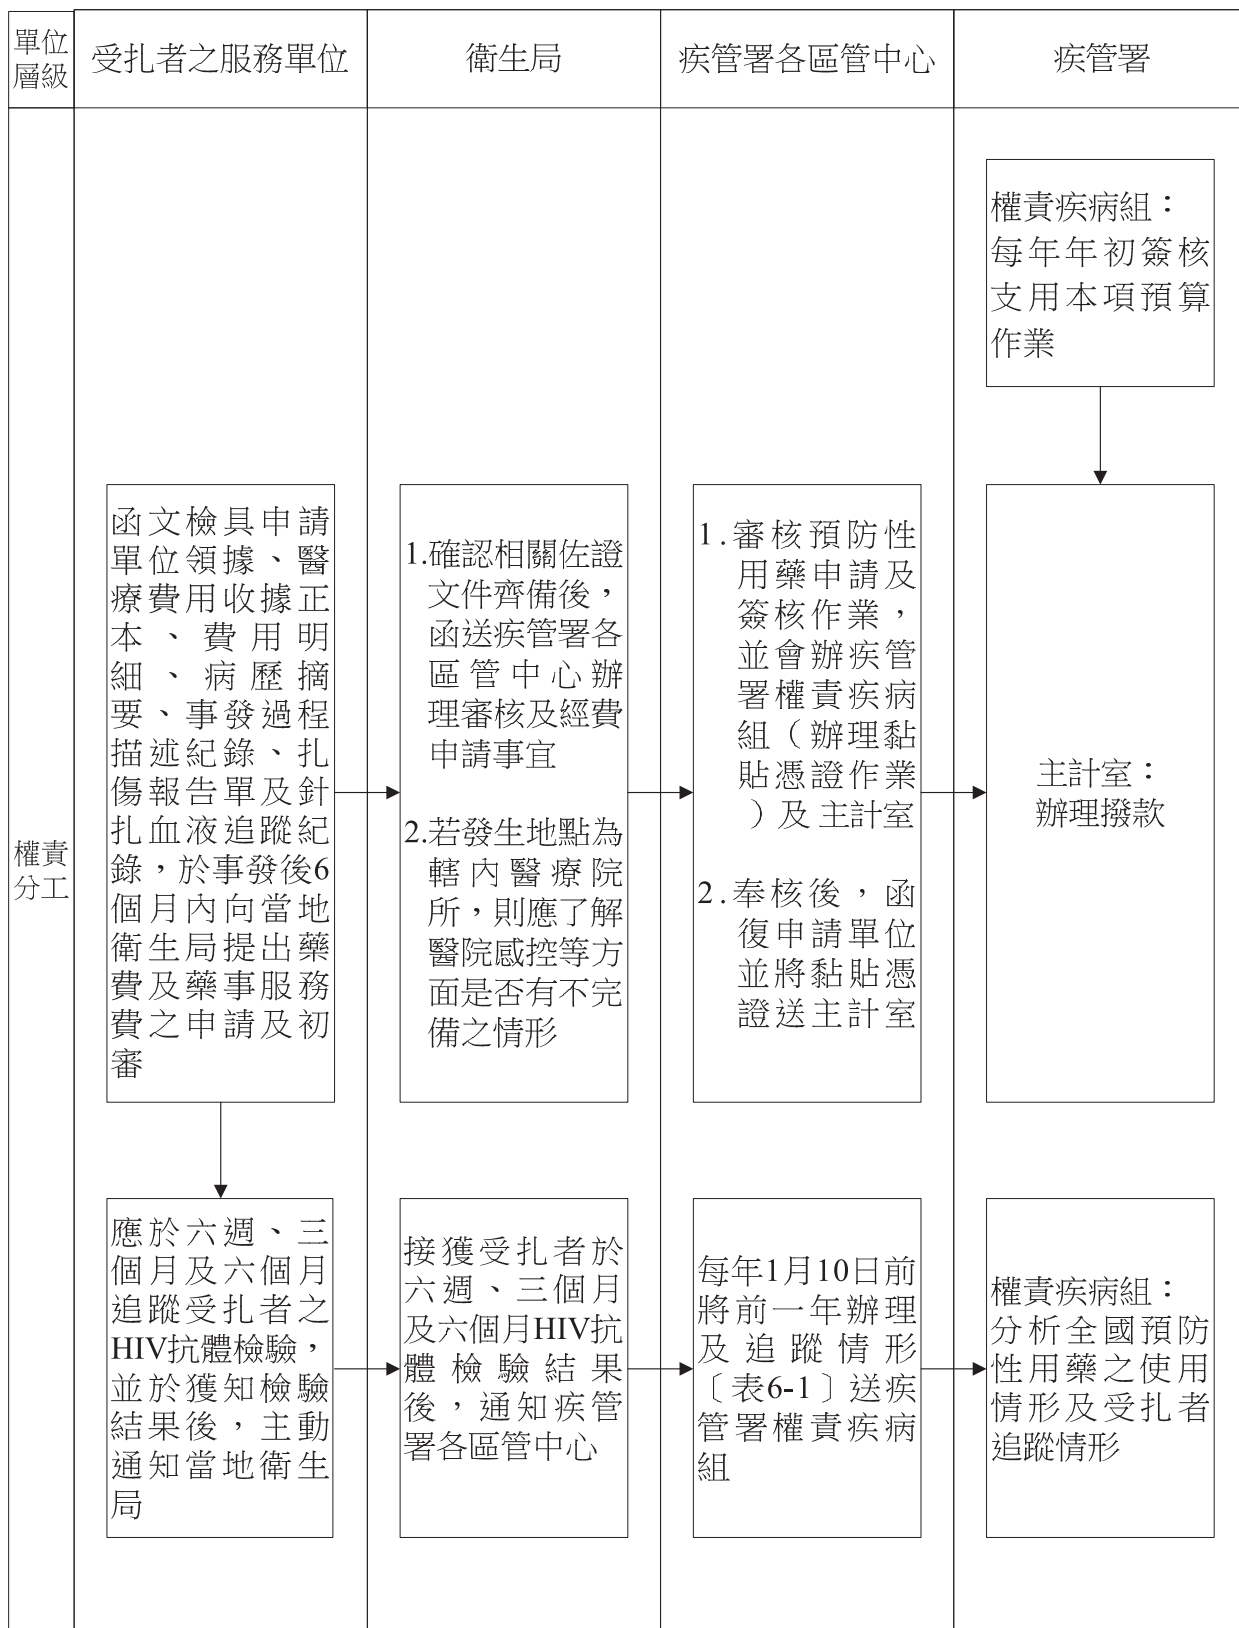 單位
層級
受扎者之服務單位
衛生局
疾管署各區管中心
疾管署
權責
分工
權責疾病組：
每年年初簽核
支用本項預算
作業
函文檢具申請
單位領據、醫
療費用收據正
本、費用明
細、病歷摘
要、事發過程
描述紀錄、扎
傷報告單及針
扎血液追蹤紀
錄，於事發後6
個月內向當地
衛生局提出藥
費及藥事服務
費之申請及初
審
1.確認相關佐證
文件齊備後，
函送疾管署各
區管中心辦
理審核及經費
申請事宜
2.若發生地點為
轄內醫療院
所，則應了解
醫院感控等方
面是否有不完
備之情形
1.審核預防性
用藥申請及
簽核作業，
並會辦疾管
署權責疾病
組（辦理黏
貼憑證作業
）及主計室
2.奉核後，函
復申請單位
並將黏貼憑
證送主計室
主計室：
辦理撥款
應於六週、三
個月及六個月
追蹤受扎者之
HIV抗體檢驗，
並於獲知檢驗
結果後，主動
通知當地衛生
局
接獲受扎者於
六週、三個月
及六個月HIV抗
體檢驗結果
後，通知疾管
署各區管中心
每年1月10日前
將前一年辦理
及追蹤情形
〔表6-1〕送疾
管署權責疾病
組
權責疾病組：
分析全國預防
性用藥之使用
情形及受扎者
追蹤情形